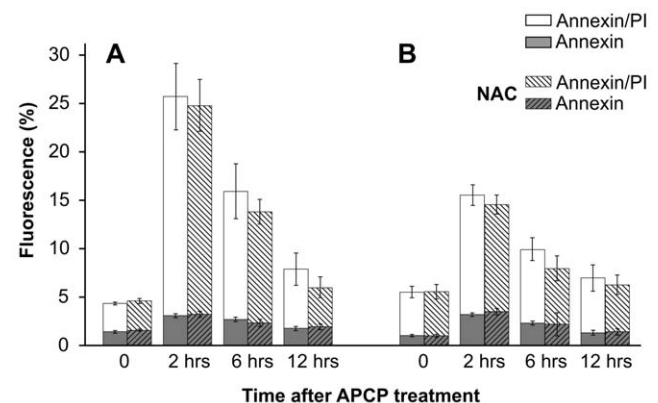 Annexin/PI
Annexin
NAC
Annexin/PI
Annexin
A
B
Fluorescence (%)
30
25
20
15
10
5
0
0 2 hrs 6 hrs 12 hrs 0 2 hrs 6 hrs 12 hrs
Time after APCP treatment